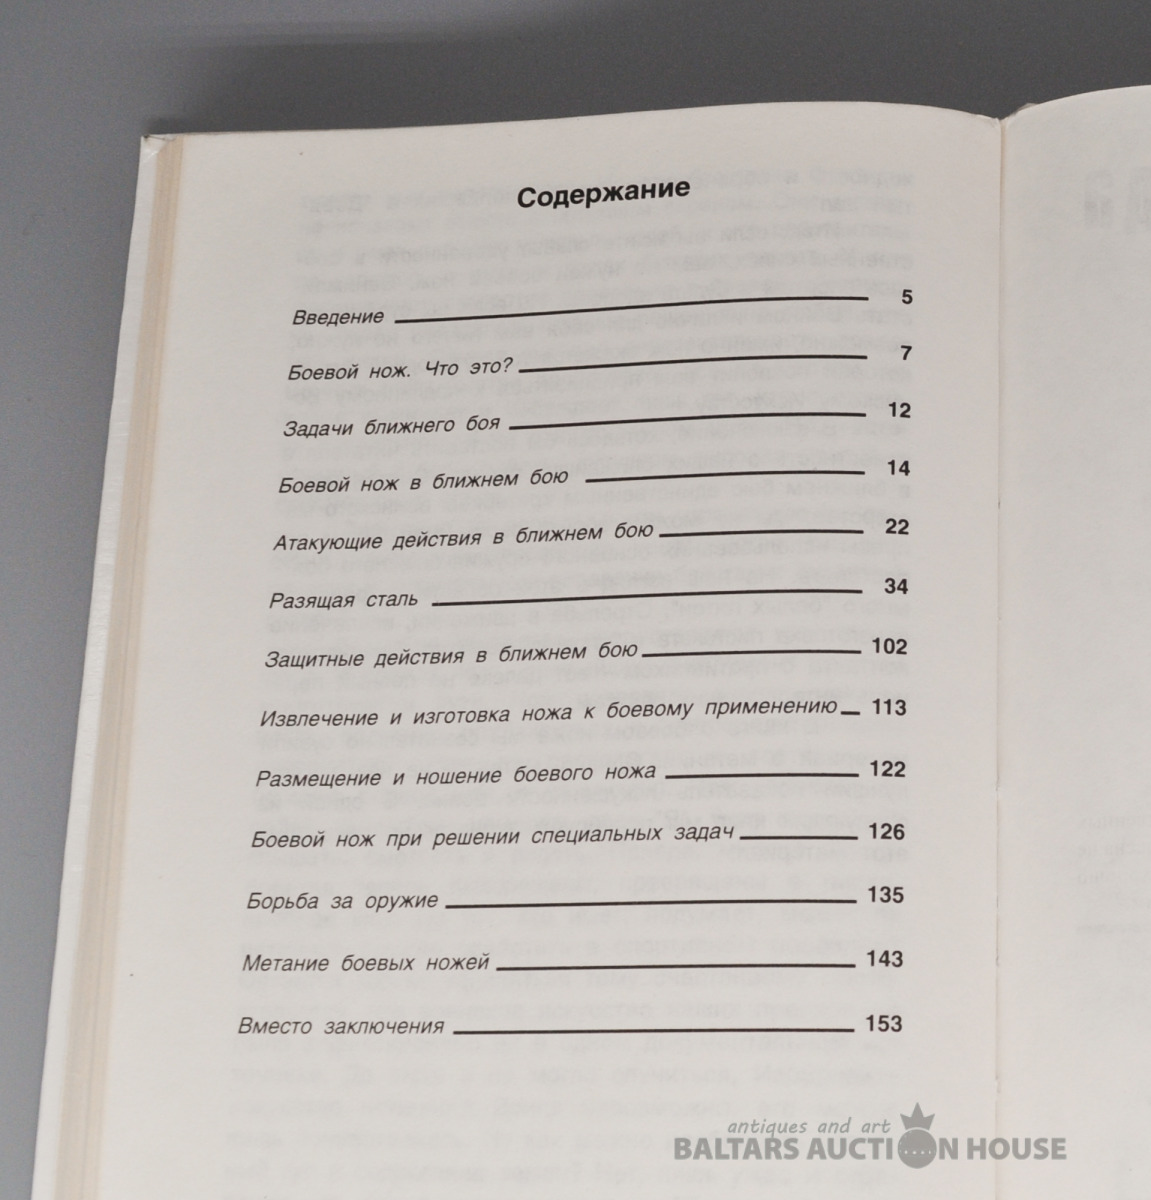 Содержание
Введение 5
Боевой нож. Что это? 7
Задачи ближнего боя 12
Боевой нож в ближнем бою 14
Атакующие действия в ближнем бою 22
Разящая сталь 34
Защитные действия в ближнем бою 102
Извлечение и изготовка ножа к боевому применению 113
Размещение и ношение боевого ножа 122
Боевой нож при решении специальных задач 126
Борьба за оружие 135
Метание боевых ножей 143
Вместо заключения 153
antiques and art
BALTARS AUCTION HOUSE